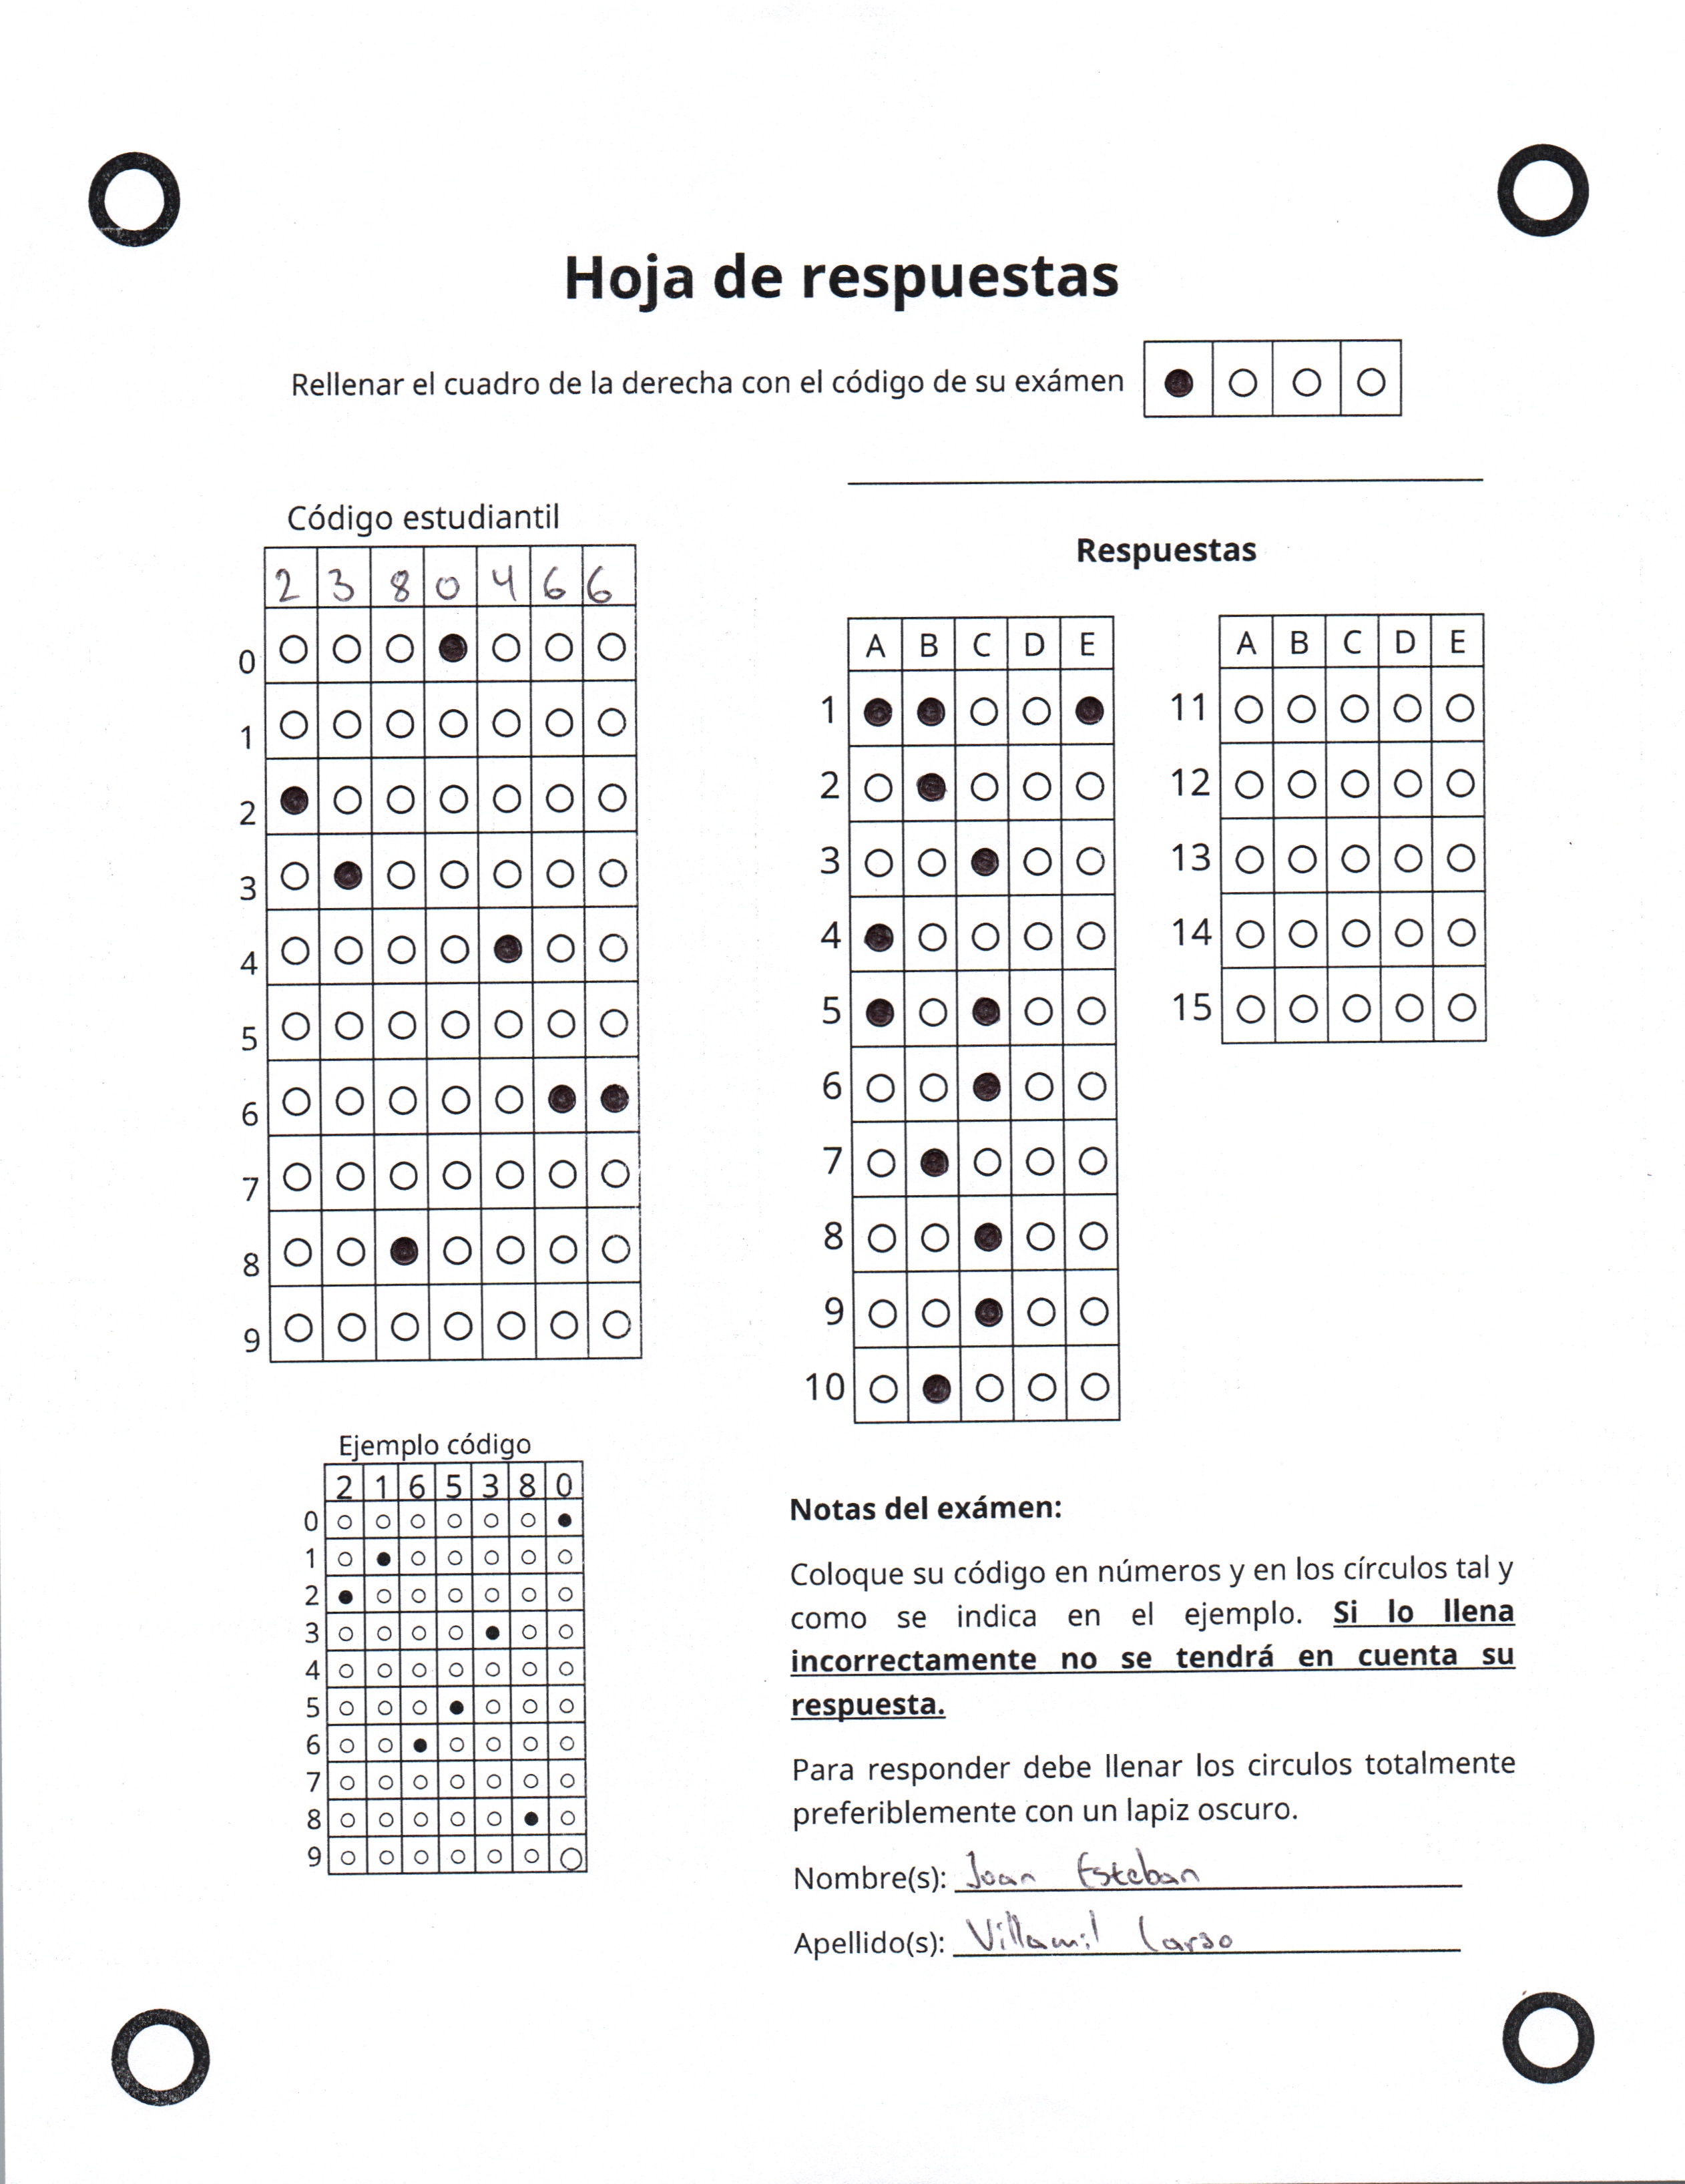 Hoja de respuestas
Rellenar el cuadro de la derecha con el código de su exámen
Código estudiantil
2 3 8 0 4 6 6
0
1
2
3
4
5
6
7
8
9
Respuestas
A B C D E
1
2
3
4
5
6
7
8
9
10
A B C D E
11
12
13
14
15
Ejemplo código
2 1 6 5 3 8 0
0
1
2
3
4
5
6
7
8
9
Notas del exámen:
Coloque su código en números y en los círculos tal y
como se indica en el ejemplo. Si lo llena
incorrectamente no se tendrá en cuenta su
respuesta.
Para responder debe llenar los circulos totalmente
preferiblemente con un lapiz oscuro.
Nombre(s): Joan Esteban
Apellido(s): Villamil